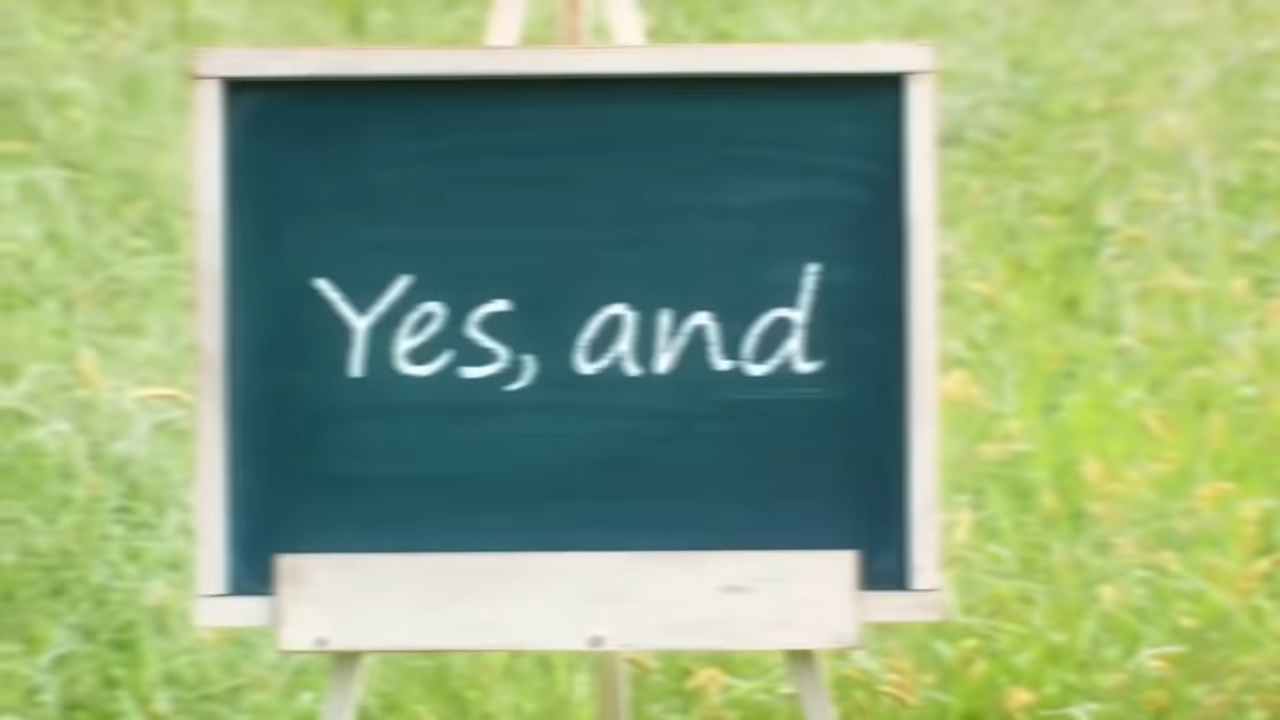 Yes, and